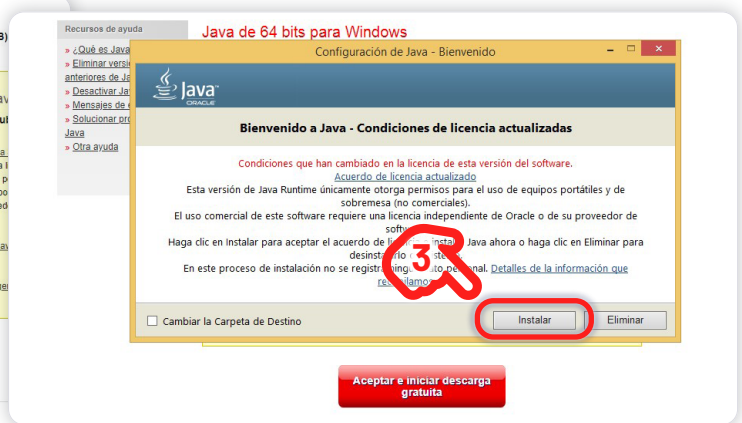 Recursos de ayuda
» ¿Qué es Java
» Eliminar versi
anteriores de Ja
» Desactivar Ja
» Mensajes de
» Solucionar pr
Java
» Otra ayuda
Java de 64 bits para Windows
Configuración de Java - Bienvenido
Java
ORACLE
Bienvenido a Java - Condiciones de licencia actualizadas
Condiciones que han cambiado en la licencia de esta versión del software.
Acuerdo de licencia actualizado
Esta versión de Java Runtime únicamente otorga permisos para el uso de equipos portátiles y de
sobremesa (no comerciales).
El uso comercial de este software requiere una licencia independiente de Oracle o de su proveedor de
Haga clic en Instalar para aceptar el acuerdo de Java ahora o haga clic en Eliminar para
En este proceso de instalación no se Detalles de la información que
3
Cambiar la Carpeta de Destino
Instalar
Eliminar
Aceptar e iniciar descarga
gratuita